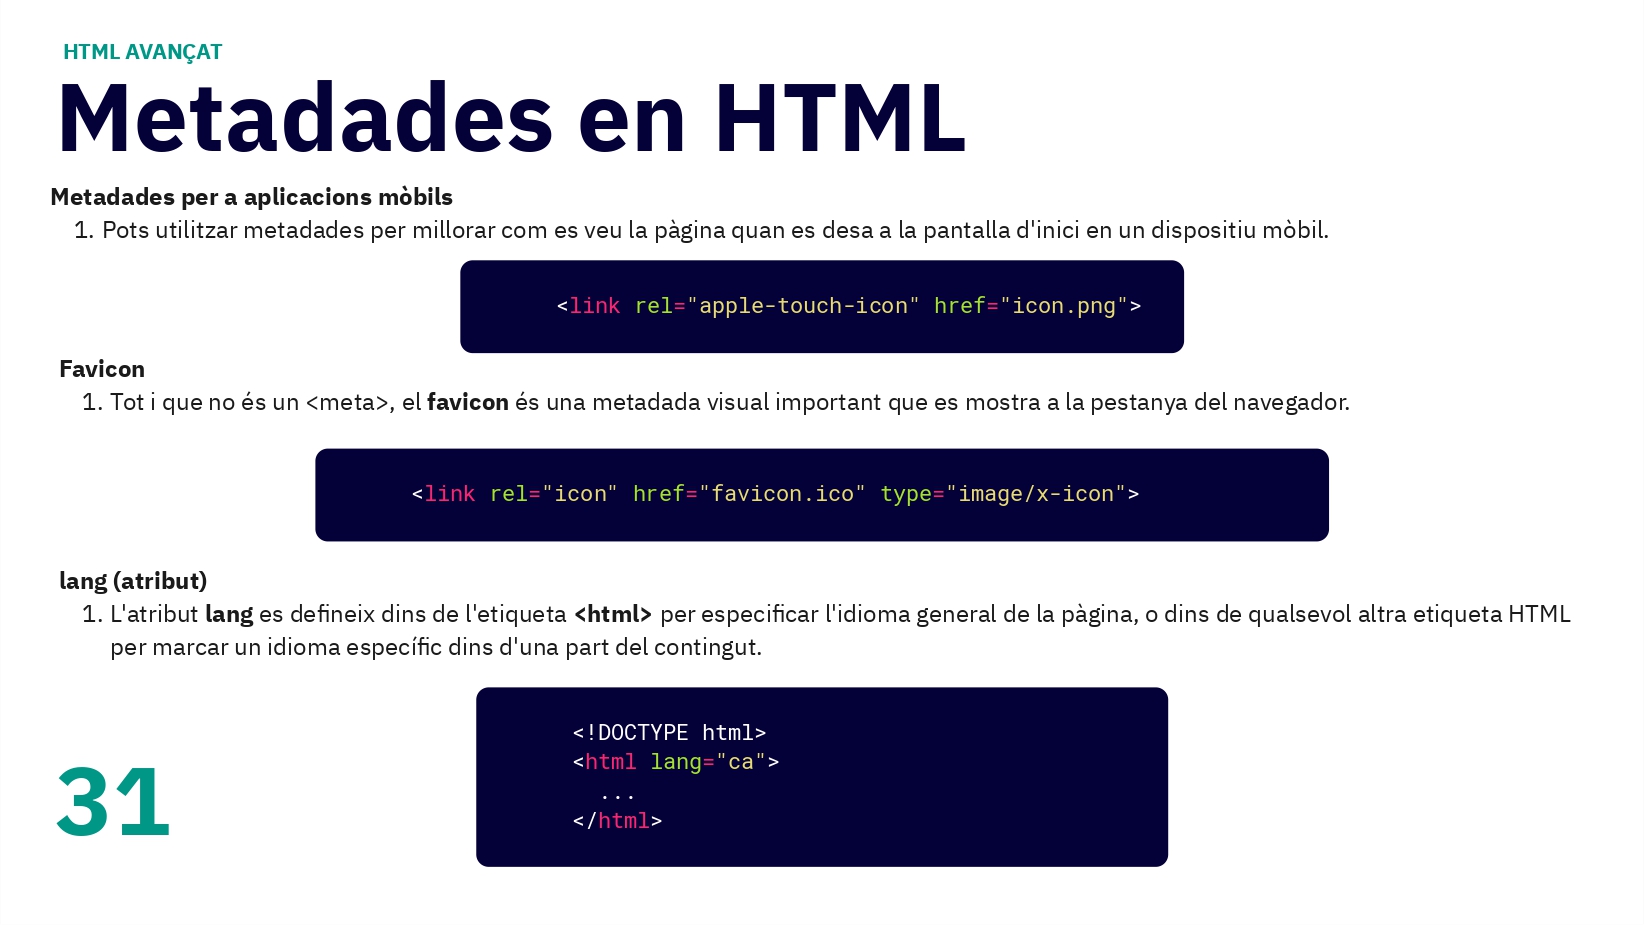 HTML AVANÇAT
Metadades en HTML
Metadades per a aplicacions mòbils
1. Pots utilitzar metadades per millorar com es veu la pàgina quan es desa a la pantalla d'inici en un dispositiu mòbil.
<link rel="apple-touch-icon" href="icon.png">
Favicon
1. Tot i que no és un <meta>, el favicon és una metadada visual important que es mostra a la pestanya del navegador.
<link rel="icon" href="favicon.ico" type="image/x-icon">
lang (atribut)
1. L'atribut lang es defineix dins de l'etiqueta <html> per especificar l'idioma general de la pàgina, o dins de qualsevol altra etiqueta HTML
per marcar un idioma específic dins d'una part del contingut.
<!DOCTYPE html>
<html lang="ca">
...
</html>
31